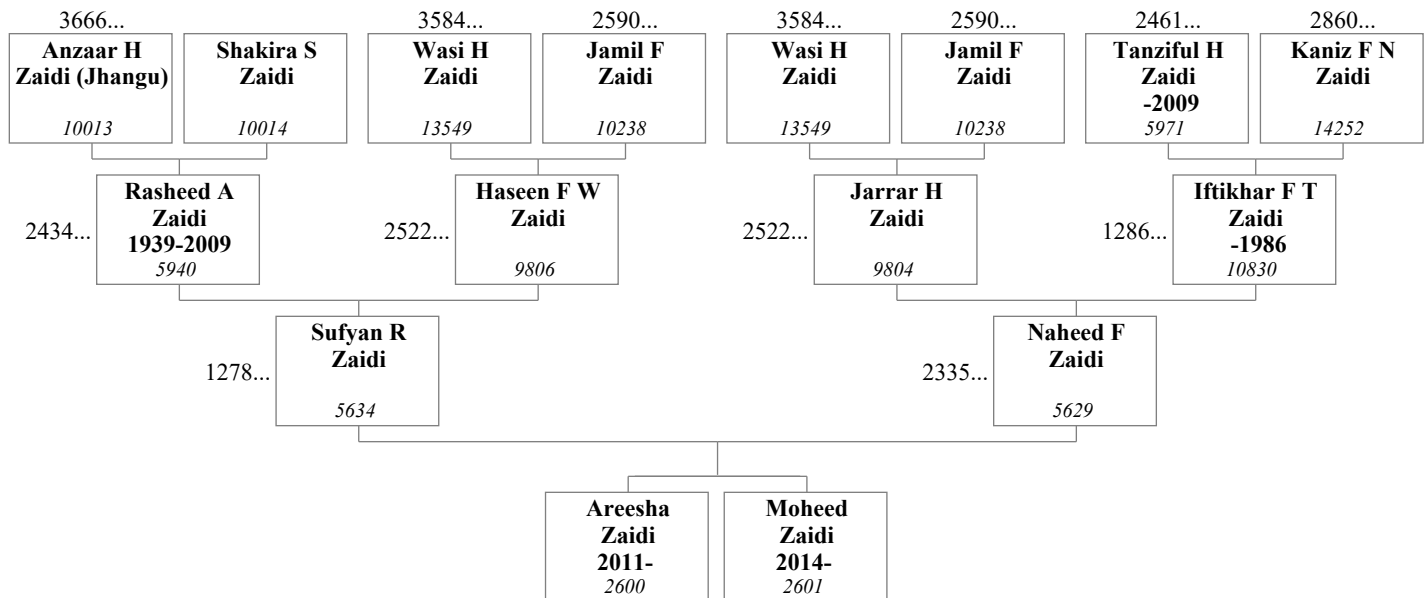 3666...
3584...
2590...
3584...
2590...
2461...
2860...
Anzaar H
Zaidi (Jhangu)
10013
Shakira S
Zaidi
10014
Wasi H
Zaidi
13549
Jamil F
Zaidi
10238
Wasi H
Zaidi
13549
Jamil F
Zaidi
10238
Tanziful H
Zaidi
-2009
5971
Kaniz F N
Zaidi
14252
2434...
Rasheed A
Zaidi
1939-2009
5940
2522...
Haseen F W
Zaidi
9806
2522...
Jarrar H
Zaidi
9804
1286...
Iftikhar F T
Zaidi
-1986
10830
1278...
Sufyan R
Zaidi
5634
2335...
Naheed F
Zaidi
5629
Areesha
Zaidi
2011-
2600
Moheed
Zaidi
2014-
2601